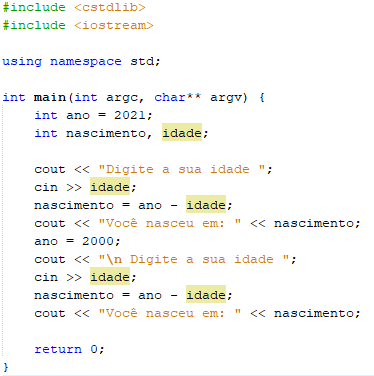 #include <cstdlib>
#include <iostream>
using namespace std;
int main(int argc, char** argv) {
int ano = 2021;
int nascimento, idade;
cout << "Digite a sua idade ";
cin >> idade;
nascimento = ano - idade;
cout << "Você nasceu em: " << nascimento;
ano = 2000;
cout << "\n Digite a sua idade ";
cin >> idade;
nascimento = ano - idade;
cout << "Você nasceu em: " << nascimento;
return 0;
}